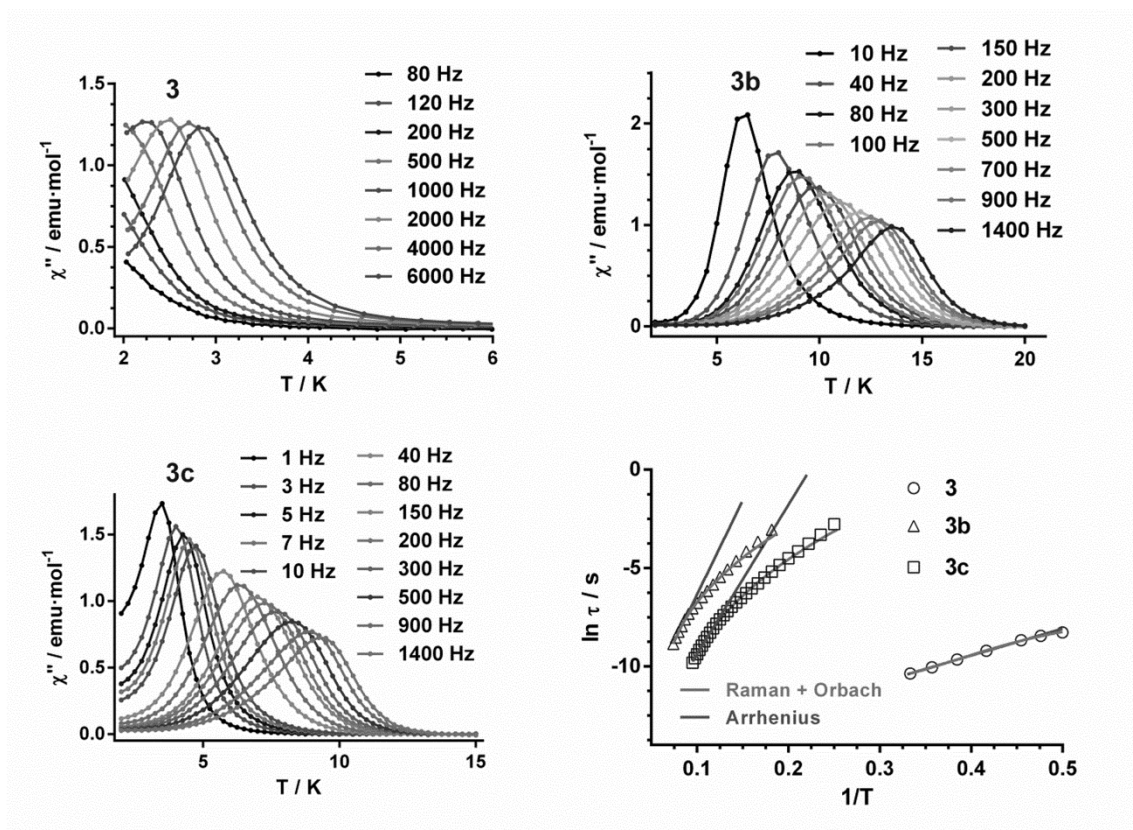 3
80 Hz
120 Hz
200 Hz
500 Hz
1000 Hz
2000 Hz
4000 Hz
6000 Hz
1.5
1.0
0.5
0.0
χ" / emu·mol⁻¹
2 3 4 5 6
T / K
3b
10 Hz
40 Hz
80 Hz
100 Hz
150 Hz
200 Hz
300 Hz
500 Hz
700 Hz
900 Hz
1400 Hz
2
1
0
χ" / emu·mol⁻¹
5 10 15 20
T / K
3c
1 Hz
3 Hz
5 Hz
7 Hz
10 Hz
40 Hz
80 Hz
150 Hz
200 Hz
300 Hz
500 Hz
900 Hz
1400 Hz
1.5
1.0
0.5
0.0
χ" / emu·mol⁻¹
5 10 15
T / K
3
3b
3c
0
-5
-10
ln τ / s
Raman + Orbach
Arrhenius
0.1 0.2 0.3 0.4 0.5
1/T